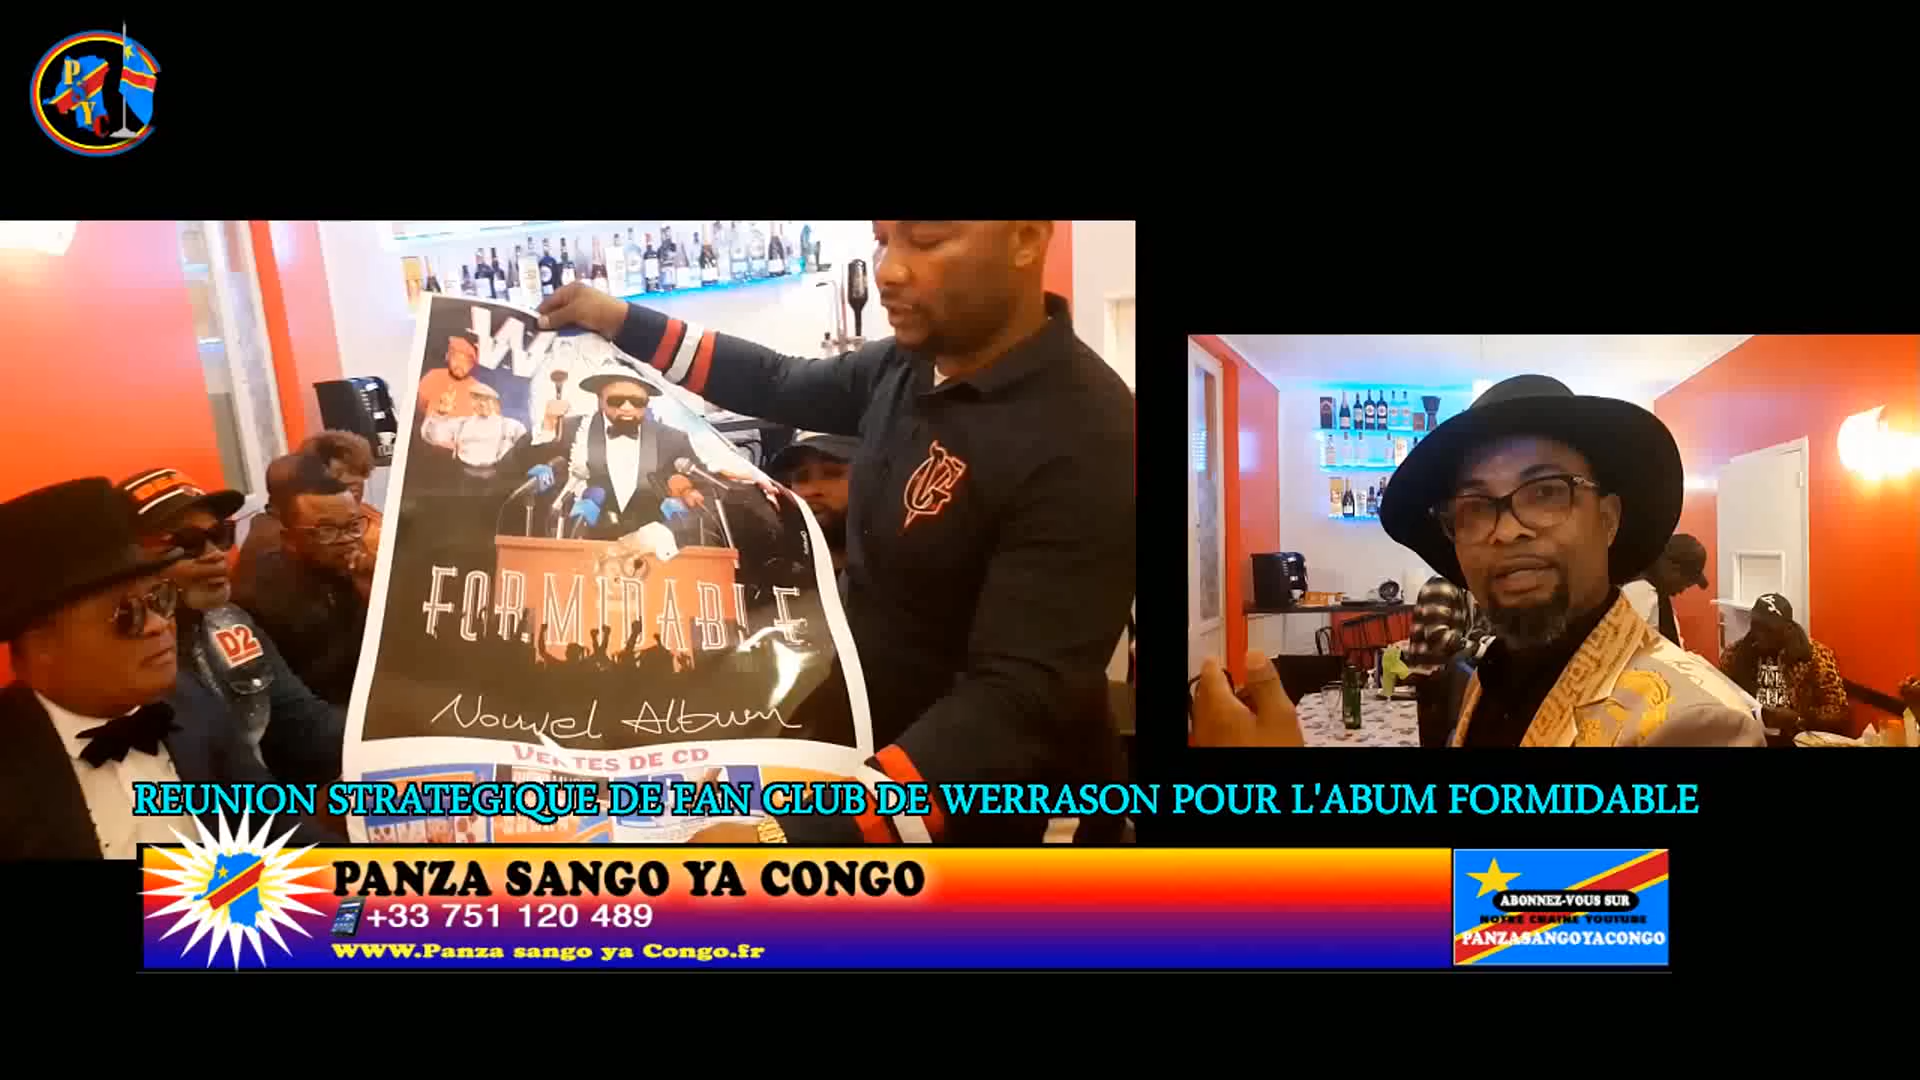 P
S
Y
C
W
FORMIDABLE
Nouvel Album
VENTES DE CD
D2
REUNION STRATEGIQUE DE FAN CLUB DE WERRASON POUR L'ABUM FORMIDABLE
PANZA SANGO YA CONGO
+33 751 120 489
WWW.Panza sango ya Congo.fr
ABONNEZ-VOUS SUR
NOTRE CHAINE YOUTUBE
PANZASANGOYACONGO